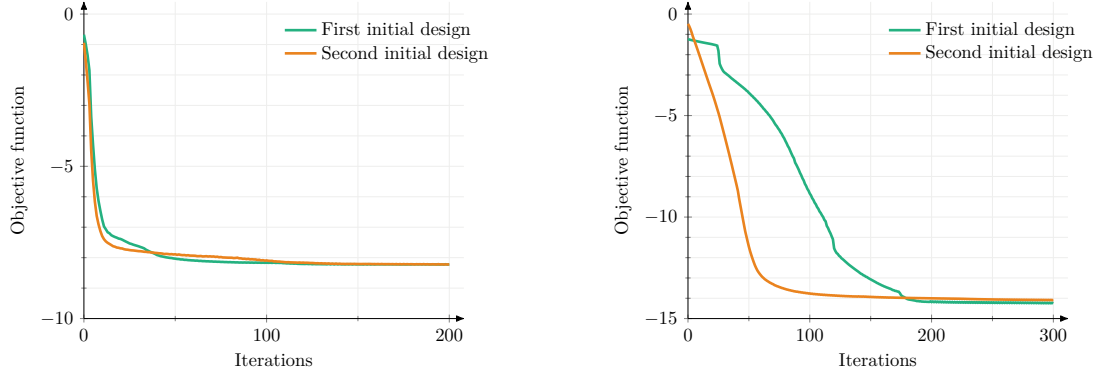 0
−5
−10
0
100
200
Iterations
Objective function
First initial design
Second initial design
0
−5
−10
−15
0
100
200
300
Iterations
Objective function
First initial design
Second initial design